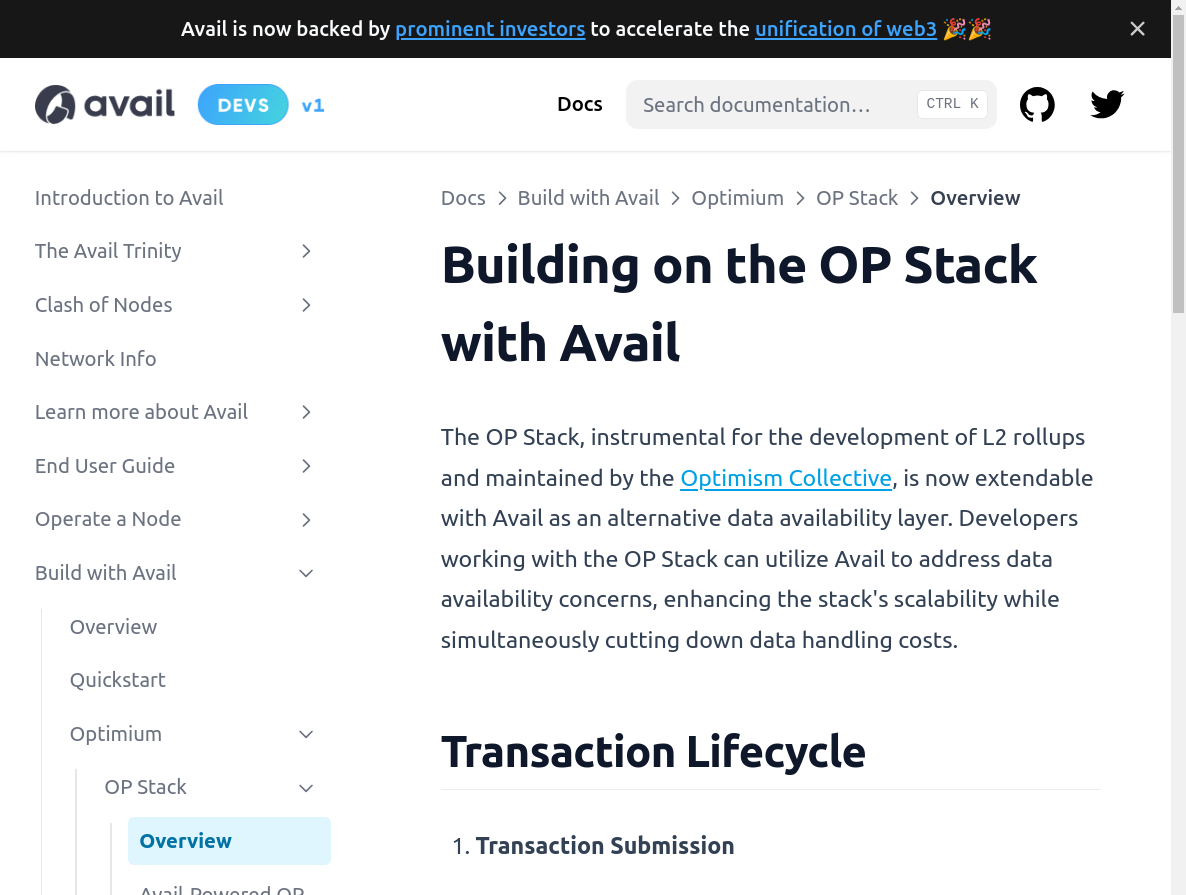 Avail is now backed by prominent investors to accelerate the unification of web3 🎉🎉
avail DEVS v1
Docs
Search documentation…
CTRL K
Introduction to Avail
The Avail Trinity
Clash of Nodes
Network Info
Learn more about Avail
End User Guide
Operate a Node
Build with Avail
Overview
Quickstart
Optimium
OP Stack
Overview
Avail-Powered OP
Docs > Build with Avail > Optimium > OP Stack > Overview
Building on the OP Stack
with Avail
The OP Stack, instrumental for the development of L2 rollups
and maintained by the Optimism Collective, is now extendable
with Avail as an alternative data availability layer. Developers
working with the OP Stack can utilize Avail to address data
availability concerns, enhancing the stack's scalability while
simultaneously cutting down data handling costs.
Transaction Lifecycle
1. Transaction Submission